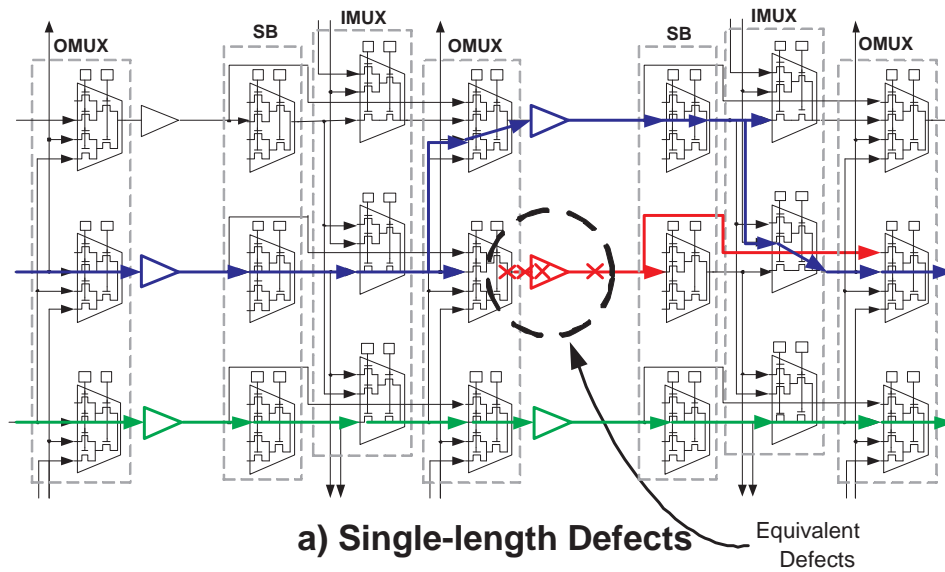 IMUX
IMUX
OMUX
SB
OMUX
SB
OMUX
a) Single-length Defects
Equivalent
Defects